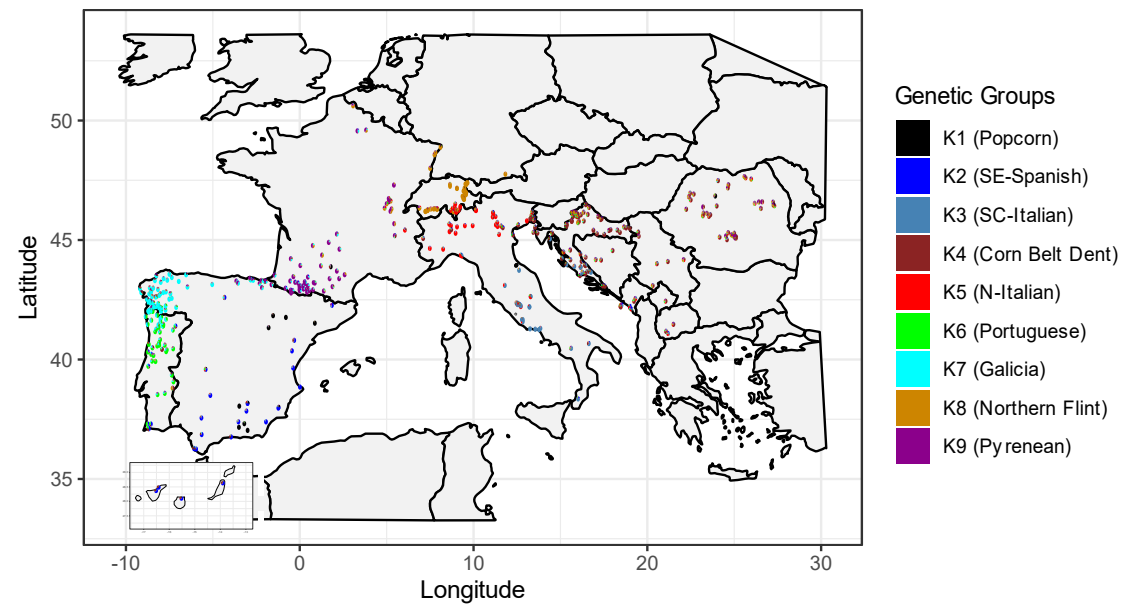 Genetic Groups
K1 (Popcorn)
K2 (SE-Spanish)
K3 (SC-Italian)
K4 (Corn Belt Dent)
K5 (N-Italian)
K6 (Portuguese)
K7 (Galicia)
K8 (Northern Flint)
K9 (Pyrenean)
Latitude
50
45
40
35
-10
0
10
20
30
Longitude